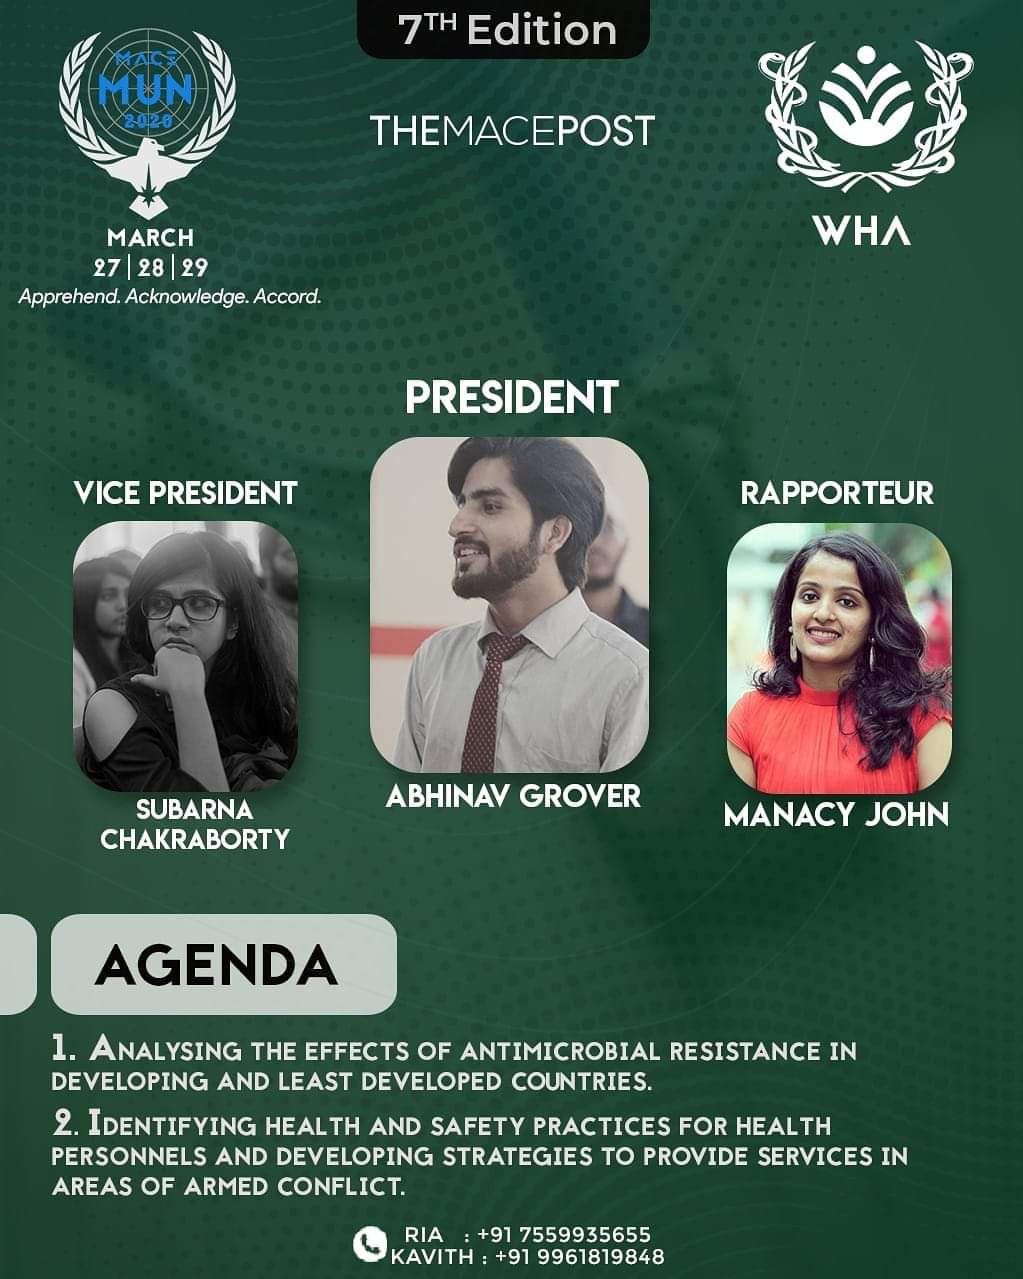 7TH Edition
MACE
MUN
2020
THEMACEPOST
WHA
MARCH
27|28|29
Apprehend. Acknowledge. Accord.
PRESIDENT
VICE PRESIDENT
RAPPORTEUR
SUBARNA
CHAKRABORTY
ABHINAV GROVER
MANACY JOHN
AGENDA
1. ANALYSING THE EFFECTS OF ANTIMICROBIAL RESISTANCE IN
DEVELOPING AND LEAST DEVELOPED COUNTRIES.
2. IDENTIFYING HEALTH AND SAFETY PRACTICES FOR HEALTH
PERSONNELS AND DEVELOPING STRATEGIES TO PROVIDE SERVICES IN
AREAS OF ARMED CONFLICT.
RIA : +91 7559935655
KAVITH : +91 9961819848